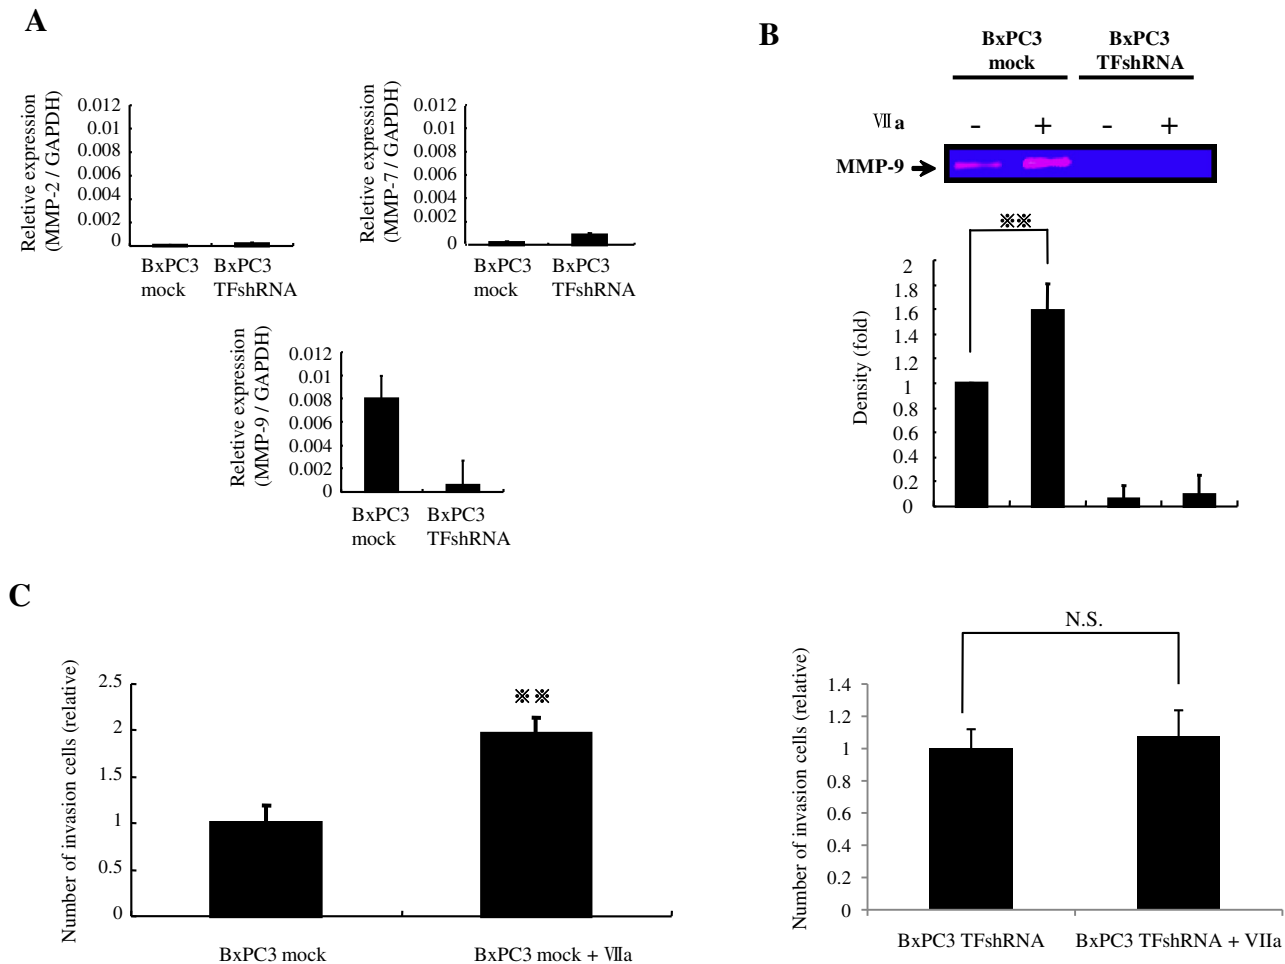 A
Reletive expression
(MMP-2 / GAPDH)
0.012
0.01
0.008
0.006
0.004
0.002
0
BxPC3
mock
BxPC3
TFshRNA
Reletive expression
(MMP-7 / GAPDH)
0.012
0.01
0.008
0.006
0.004
0.002
0
BxPC3
mock
BxPC3
TFshRNA
Reletive expression
(MMP-9 / GAPDH)
0.012
0.01
0.008
0.006
0.004
0.002
0
BxPC3
mock
BxPC3
TFshRNA
B
BxPC3
mock
BxPC3
TFshRNA
Ⅶa - + - +
MMP-9
※※
Density (fold)
2
1.8
1.6
1.4
1.2
1
0.8
0.6
0.4
0.2
0
C
Number of invasion cells (relative)
2.5
2
1.5
1
0.5
0
※※
BxPC3 mock
BxPC3 mock + Ⅶa
N.S.
Number of invasion cells (relative)
1.4
1.2
1
0.8
0.6
0.4
0.2
0
BxPC3 TFshRNA
BxPC3 TFshRNA + VIIa